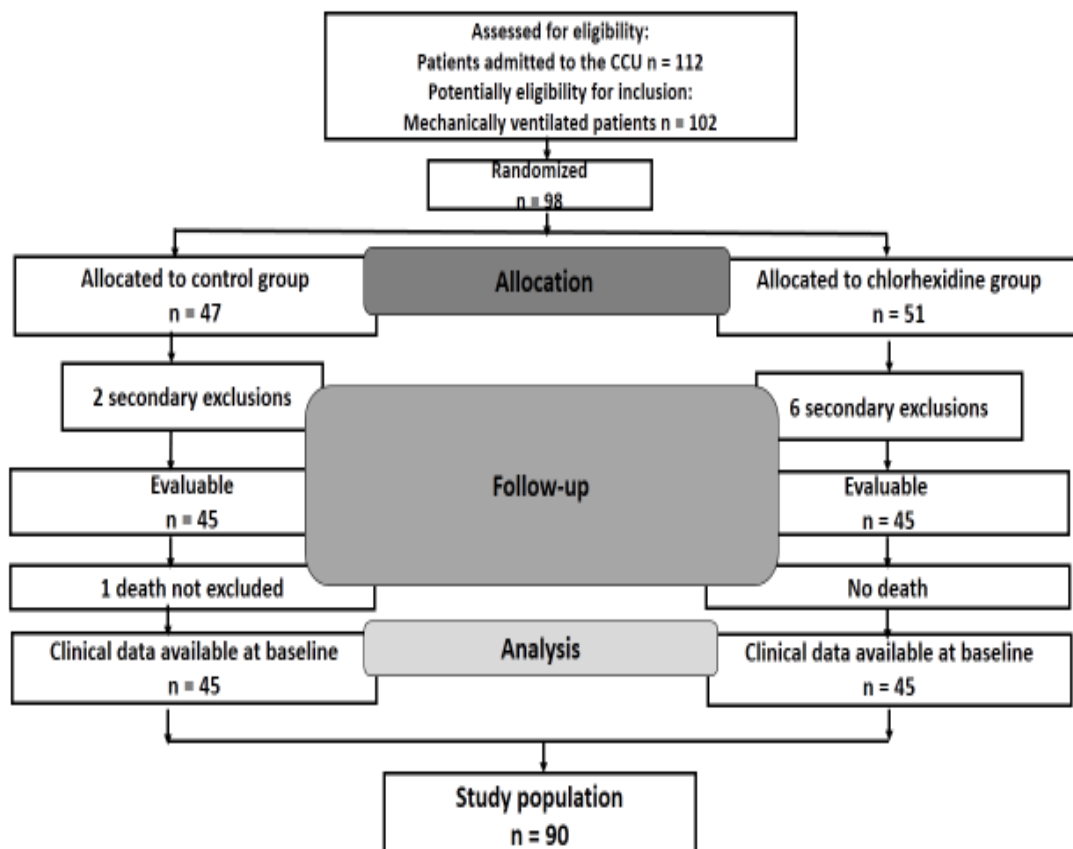 Assessed for eligibility:
Patients admitted to the CCU n = 112
Potentially eligibility for inclusion:
Mechanically ventilated patients n = 102
Randomized
n = 98
Allocation
Allocated to control group
n = 47
Allocated to chlorhexidine group
n = 51
2 secondary exclusions
6 secondary exclusions
Follow-up
Evaluable
n = 45
Evaluable
n = 45
1 death not excluded
No death
Analysis
Clinical data available at baseline
n = 45
Clinical data available at baseline
n = 45
Study population
n = 90